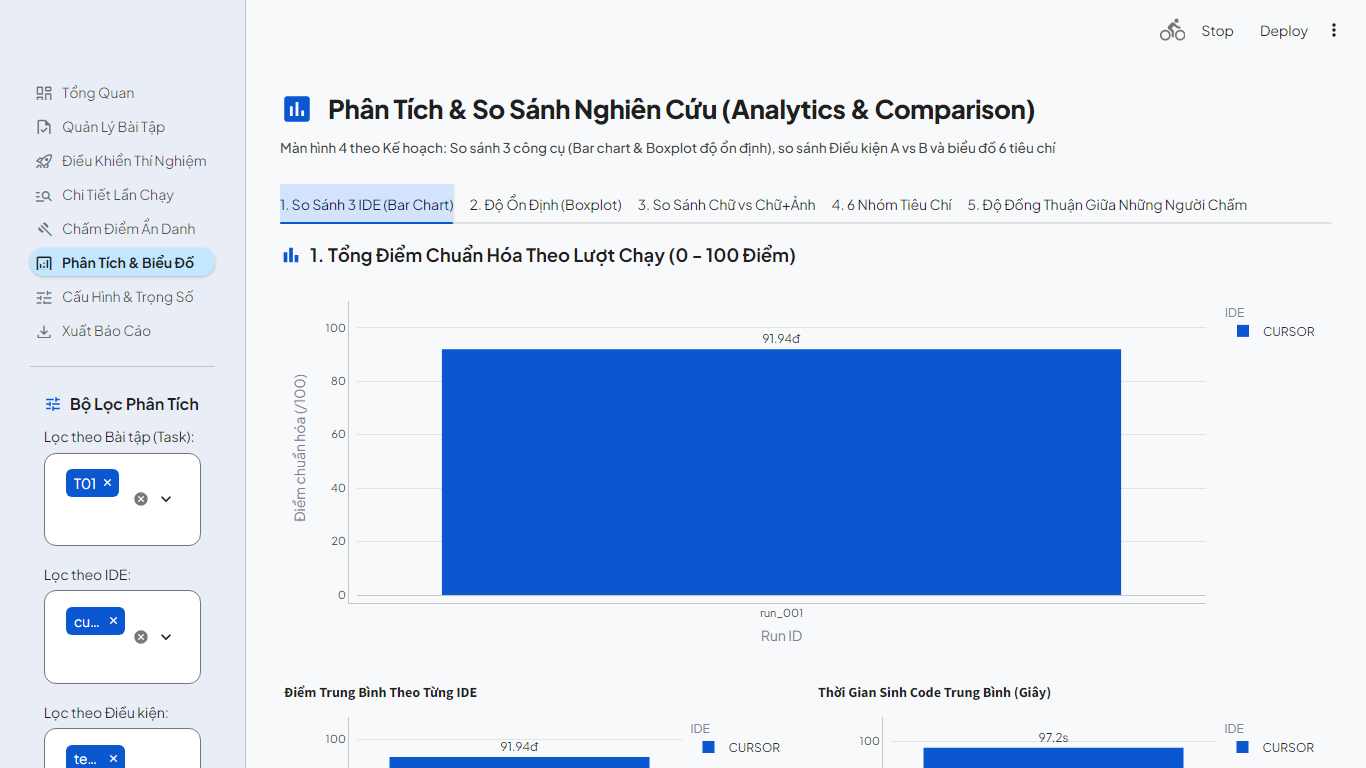 Stop
Deploy
Tổng Quan
Quản Lý Bài Tập
Điều Khiển Thí Nghiệm
Chi Tiết Lần Chạy
Chấm Điểm Ẩn Danh
Phân Tích & Biểu Đồ
Cấu Hình & Trọng Số
Xuất Báo Cáo
Bộ Lọc Phân Tích
Lọc theo Bài tập (Task):
T01
Lọc theo IDE:
cu...
Lọc theo Điều kiện:
te...
Phân Tích & So Sánh Nghiên Cứu (Analytics & Comparison)
Màn hình 4 theo Kế hoạch: So sánh 3 công cụ (Bar chart & Boxplot độ ổn định), so sánh Điều kiện A vs B và biểu đồ 6 tiêu chí
1. So Sánh 3 IDE (Bar Chart)
2. Độ Ổn Định (Boxplot)
3. So Sánh Chữ vs Chữ+Ảnh
4. 6 Nhóm Tiêu Chí
5. Độ Đồng Thuận Giữa Những Người Chấm
1. Tổng Điểm Chuẩn Hóa Theo Lượt Chạy (0 - 100 Điểm)
Điểm chuẩn hóa (/100)
100
80
60
40
20
0
91.94đ
run_001
Run ID
IDE
CURSOR
Điểm Trung Bình Theo Từng IDE
100
91.94đ
IDE
CURSOR
Thời Gian Sinh Code Trung Bình (Giây)
100
97.2s
IDE
CURSOR